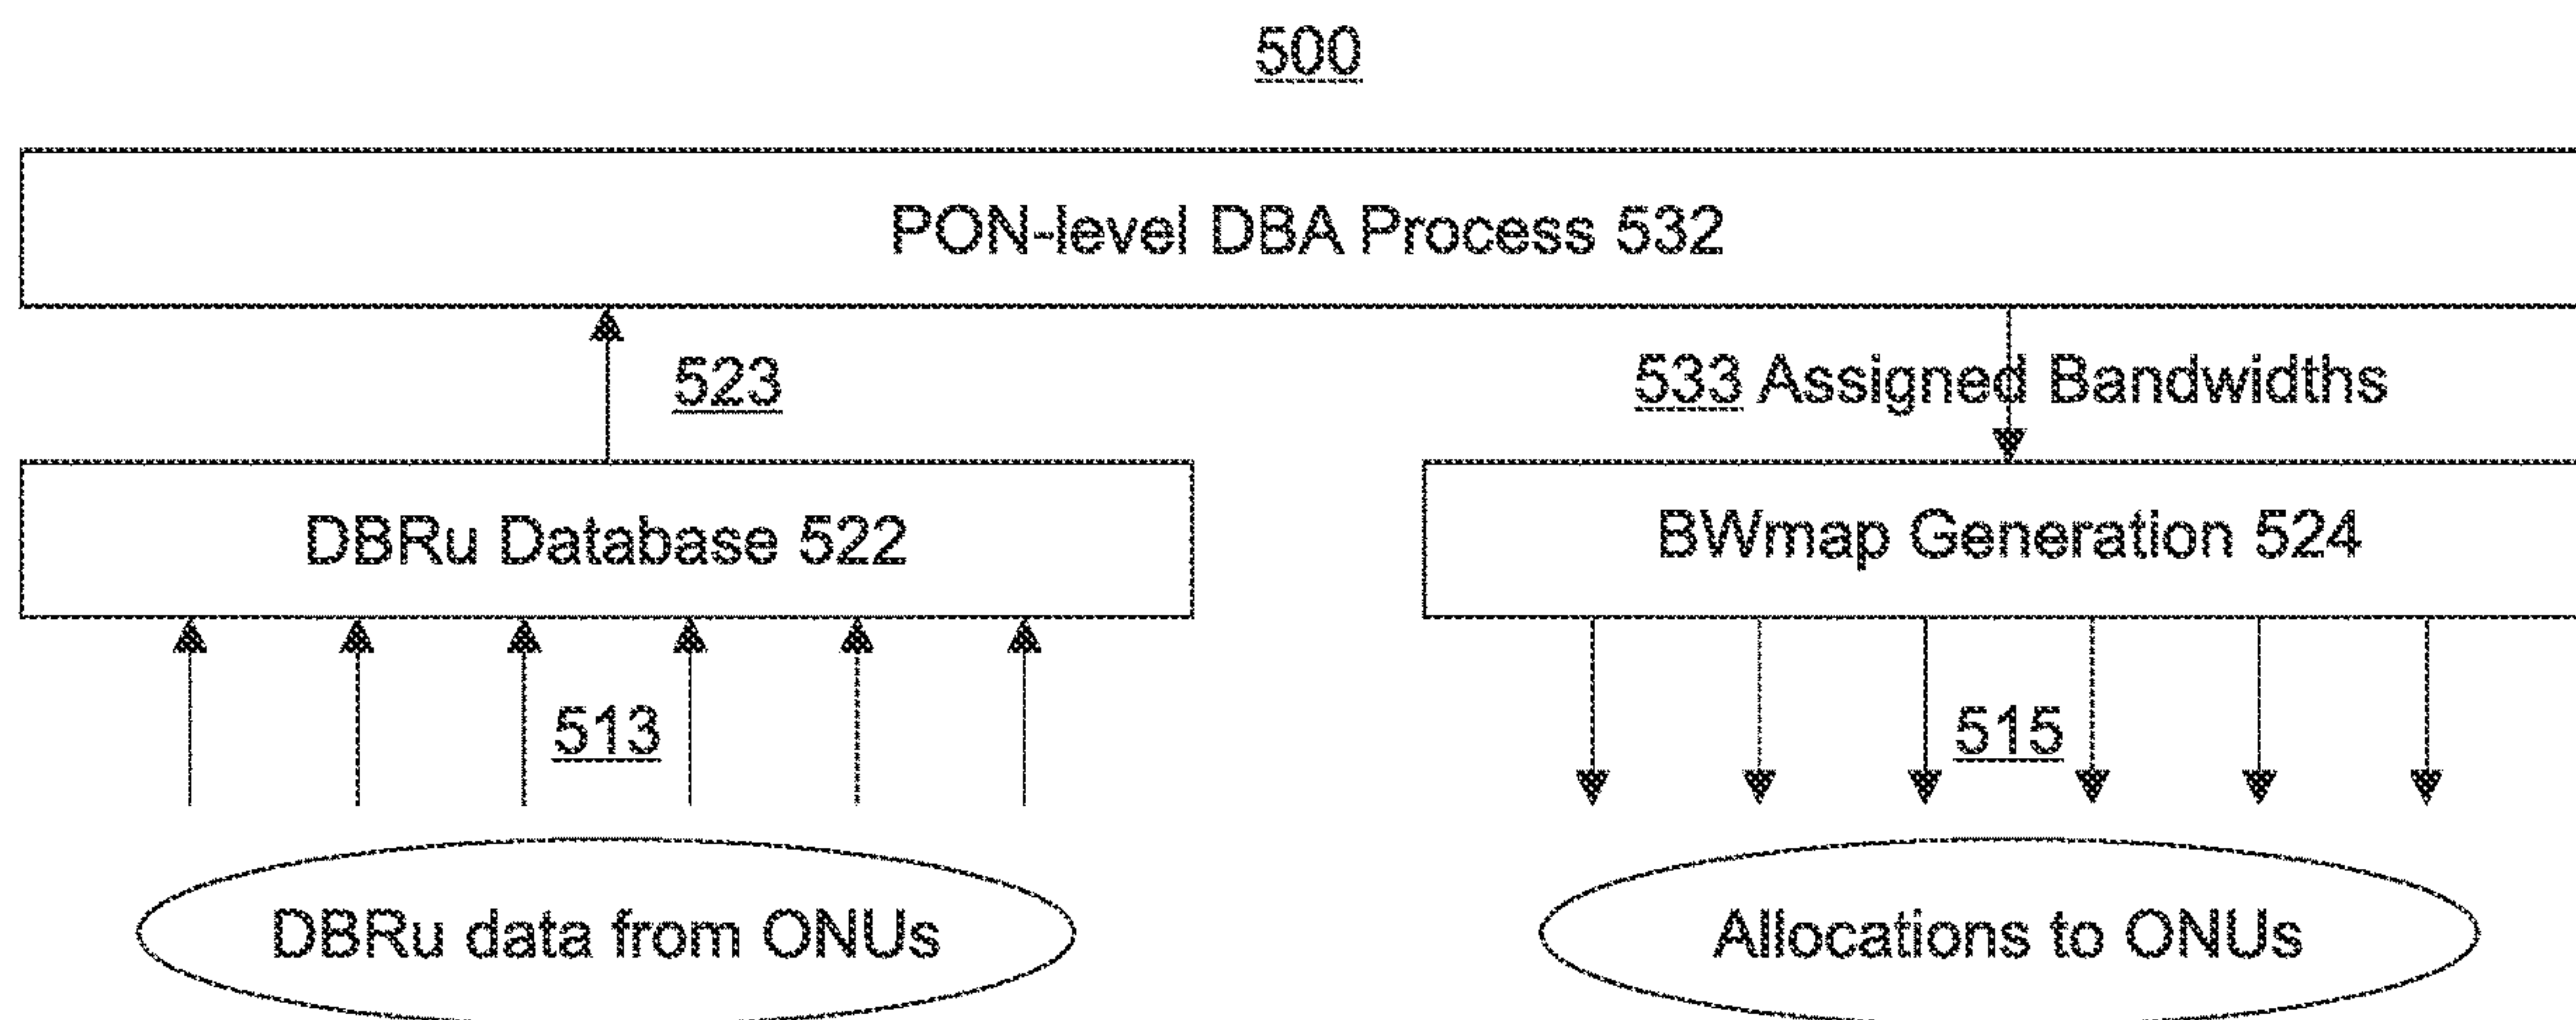 500
PON-level DBA Process 532
523
533 Assigned Bandwidths
DBRu Database 522
BWmap Generation 524
513
515
DBRu data from ONUs
Allocations to ONUs